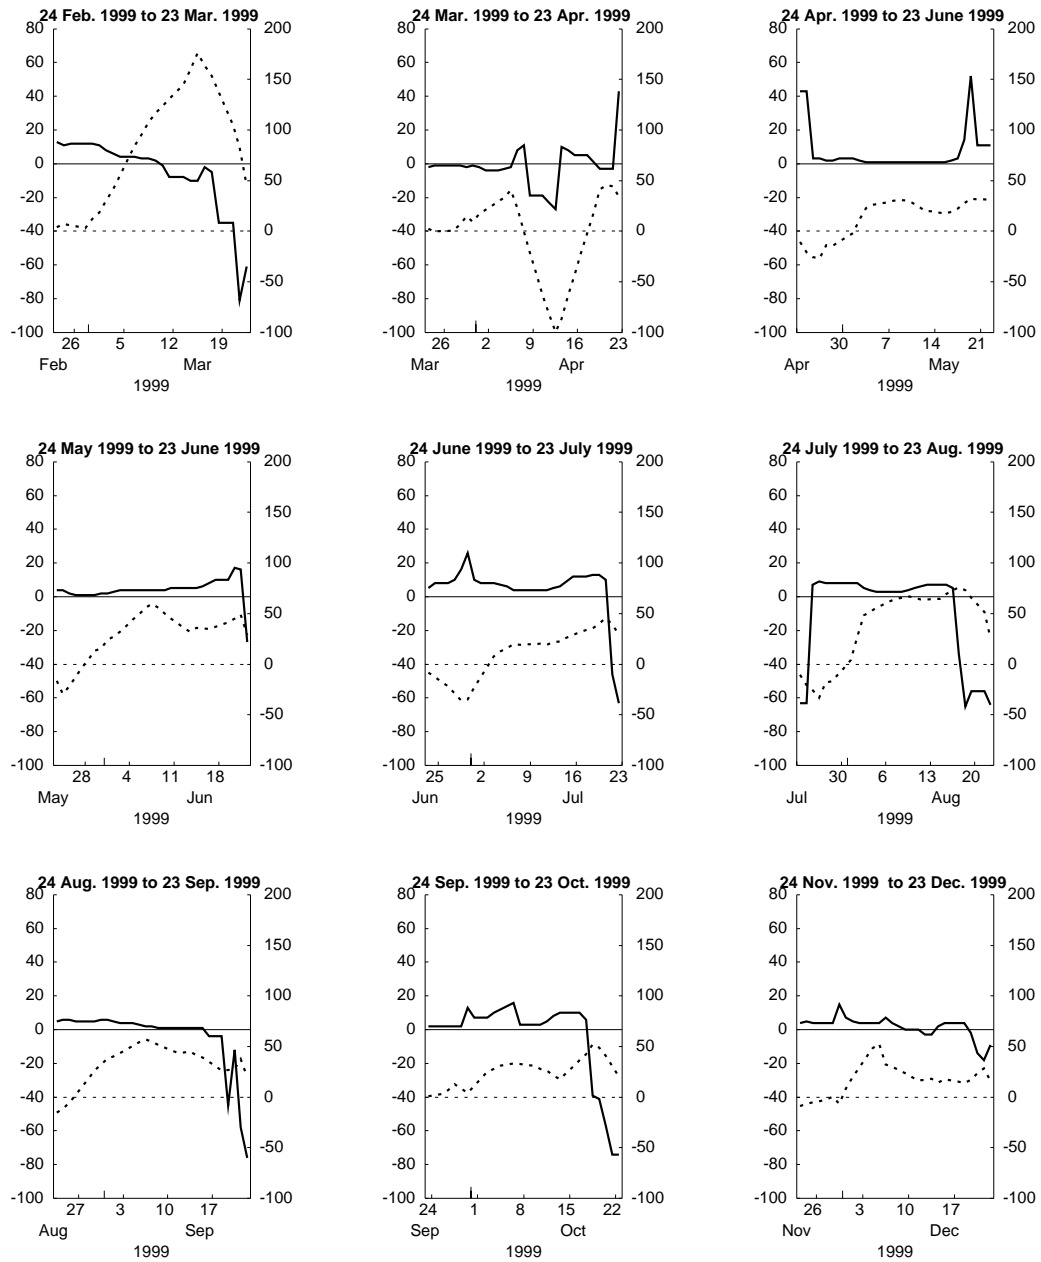 24 Feb. 1999 to 23 Mar. 1999 24 Mar. 1999 to 23 Apr. 1999 24 Apr. 1999 to 23 June 1999
80 200 80 200 80 200
60 60 60
40 150 40 150 40 150
20 100 20 100 20 100
0 0 0
-20 50 -20 50 -20 50
-40 0 -40 0 -40 0
-60 -50 -60 -50 -60 -50
-80 -80 -80
-100 -100 -100 -100 -100 -100
26 5 12 19 26 2 9 16 23 30 7 14 21
Feb Mar Mar Apr Apr May
1999 1999 1999
24 May 1999 to 23 June 1999 24 June 1999 to 23 July 1999 24 July 1999 to 23 Aug. 1999
80 200 80 200 80 200
60 60 60
40 150 40 150 40 150
20 100 20 100 20 100
0 0 0
-20 50 -20 50 -20 50
-40 0 -40 0 -40 0
-60 -50 -60 -50 -60 -50
-80 -80 -80
-100 -100 -100 -100 -100 -100
28 4 11 18 25 2 9 16 23 30 6 13 20
May Jun Jun Jul Jul Aug
1999 1999 1999
24 Aug. 1999 to 23 Sep. 1999 24 Sep. 1999 to 23 Oct. 1999 24 Nov. 1999 to 23 Dec. 1999
80 200 80 200 80 200
60 60 60
40 150 40 150 40 150
20 100 20 100 20 100
0 0 0
-20 50 -20 50 -20 50
-40 0 -40 0 -40 0
-60 -50 -60 -50 -60 -50
-80 -80 -80
-100 -100 -100 -100 -100 -100
27 3 10 17 24 1 8 15 22 26 3 10 17
Aug Sep Sep Oct Nov Dec
1999 1999 1999